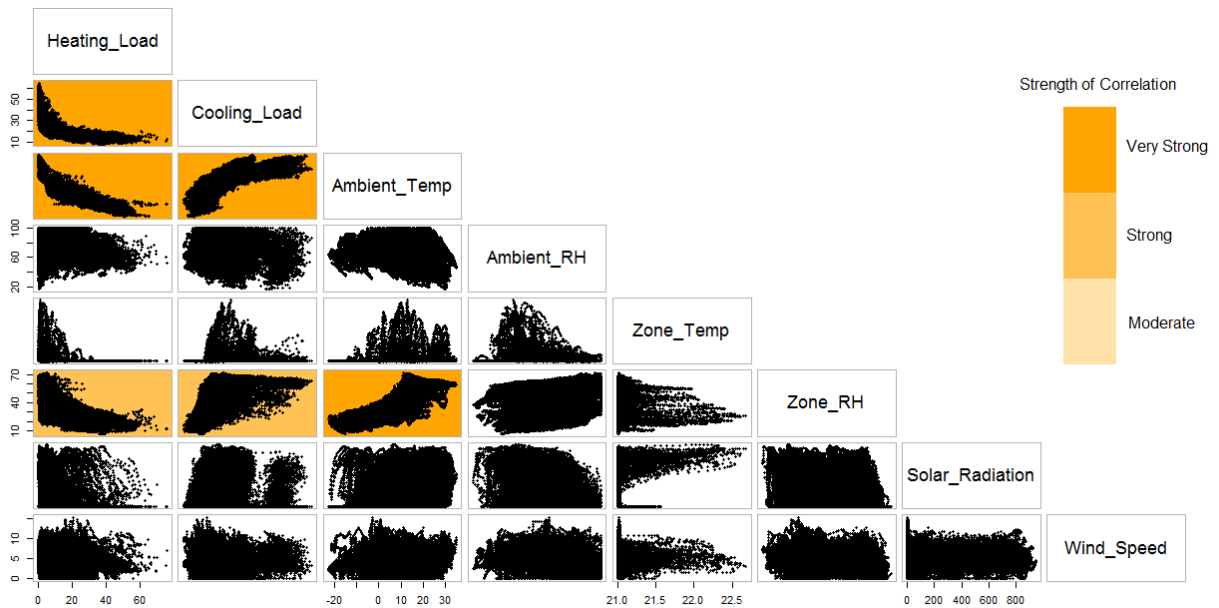 Heating_Load
Strength of Correlation
10 30 50
Cooling_Load
Very Strong
Ambient_Temp
20 60 100
Ambient_RH
Strong
Zone_Temp
Moderate
10 40 70
Zone_RH
Solar_Radiation
0 5 10
Wind_Speed
0 20 40 60
-20 0 10 20 30
21.0 21.5 22.0 22.5
0 200 400 600 800